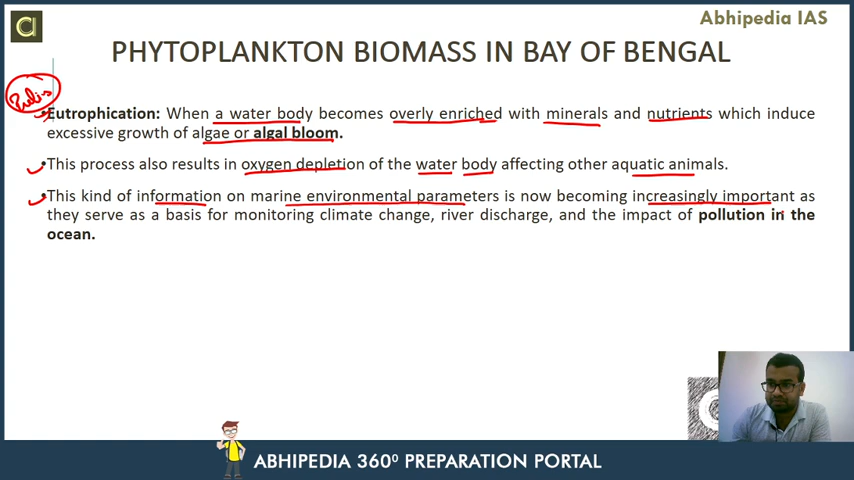 Abhipedia IAS
PHYTOPLANKTON BIOMASS IN BAY OF BENGAL
Eutrophication: When a water body becomes overly enriched with minerals and nutrients which induce
excessive growth of algae or algal bloom.
This process also results in oxygen depletion of the water body affecting other aquatic animals.
This kind of information on marine environmental parameters is now becoming increasingly important as
they serve as a basis for monitoring climate change, river discharge, and the impact of pollution in the
ocean.
ABHIPEDIA 360⁰ PREPARATION PORTAL